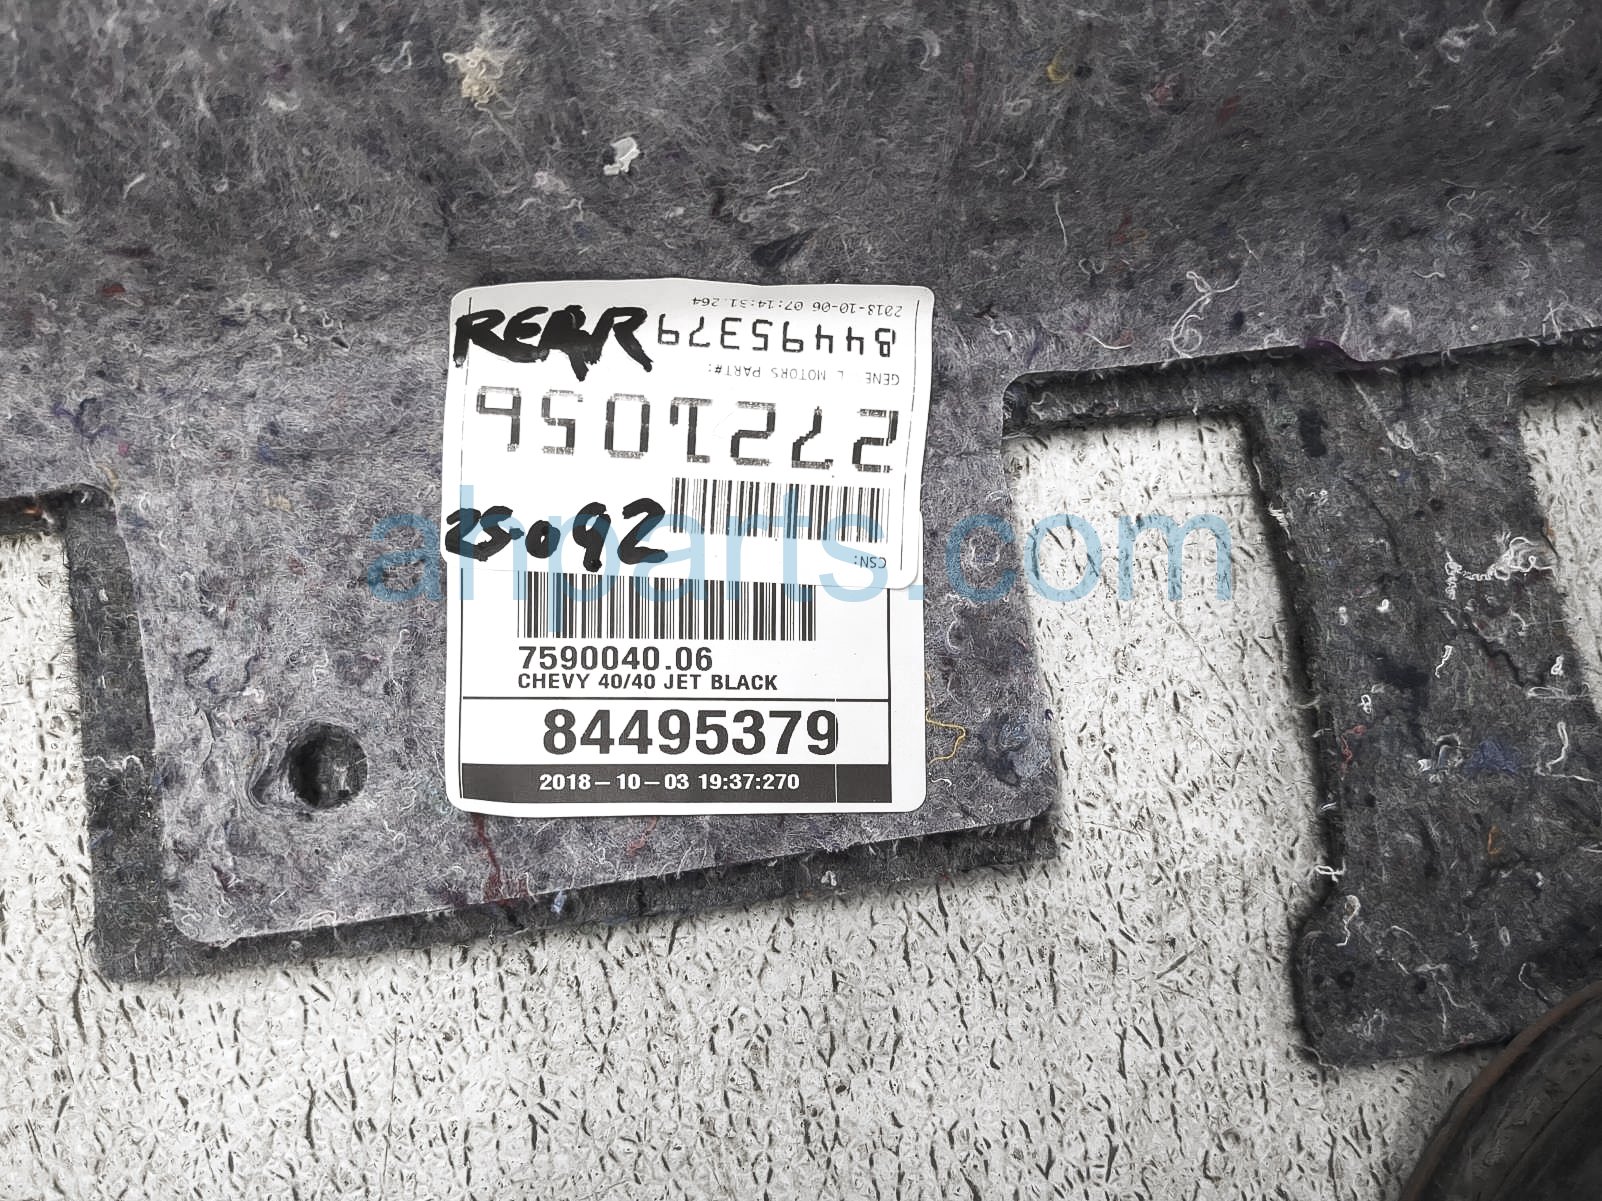 REAR
2018-10-06 07:14:31.264
84495379
MOTORS PART#:
2721056
25092
CSN:
ahparts.com
7590040.06
CHEVY 40/40 JET BLACK
84495379
2018-10-03 19:37:270